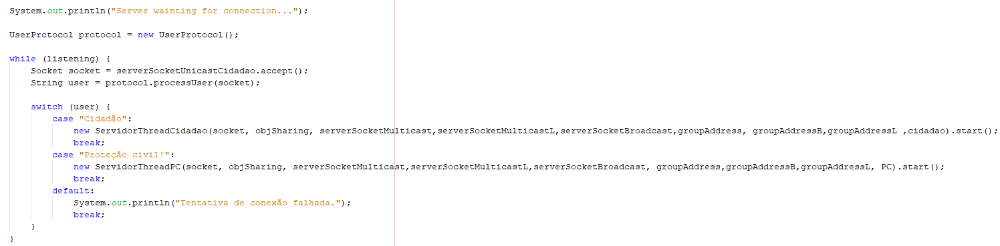 System.out.println("Server wainting for connection...");
UserProtocol protocol = new UserProtocol();
while (listening) {
Socket socket = serverSocketUnicastCidadao.accept();
String user = protocol.processUser(socket);
switch (user) {
case "Cidadão":
new ServidorThreadCidadao(socket, objSharing, serverSocketMulticast,serverSocketMulticastL,serverSocketBroadcast,groupAddress, groupAddressB,groupAddressL ,cidadao).start();
break;
case "Proteção civil!":
new ServidorThreadPC(socket, objSharing, serverSocketMulticast,serverSocketMulticastL,serverSocketBroadcast, groupAddress,groupAddressB,groupAddressL, PC).start();
break;
default:
System.out.println("Tentativa de conexão falhada.");
break;
}
}